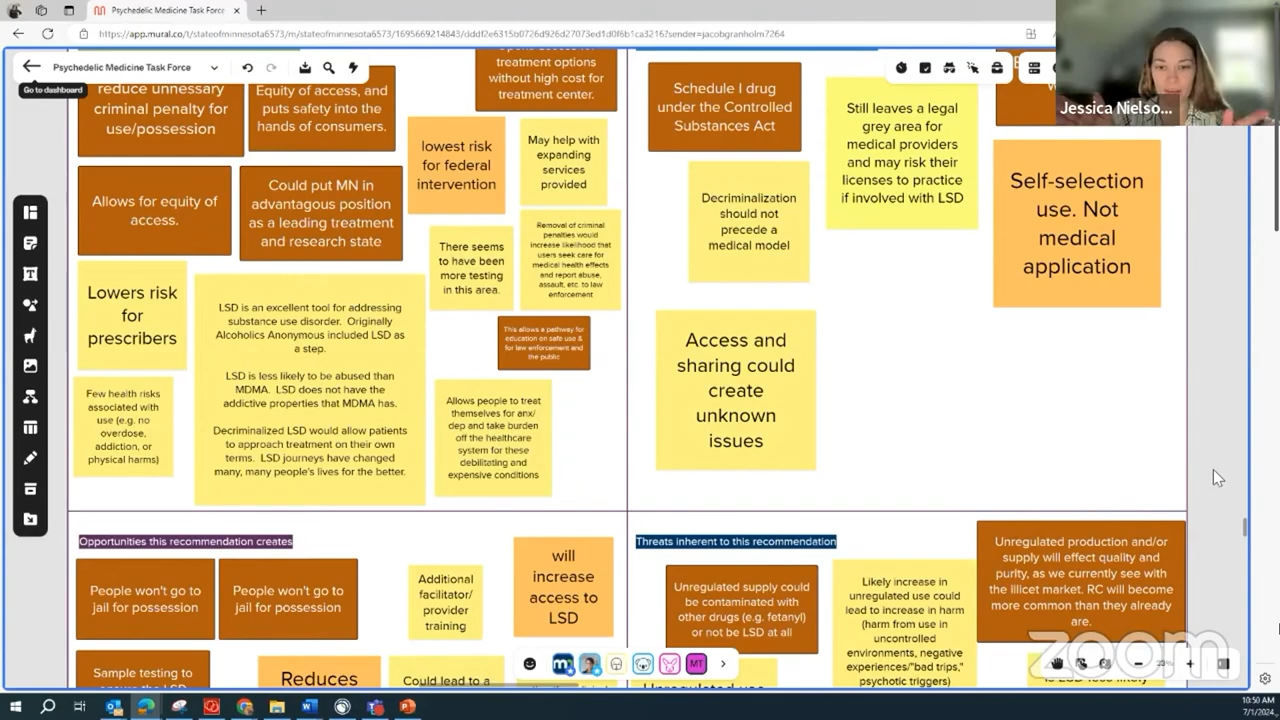 Psychedelic Medicine Task Force
https://app.mural.co/t/stateofminnesota6573/m/stateofminnesota6573/1695669214843/dddf2e6315b0726d926d27073ed1d0f6b1ca3216?sender=jacobgranholm7264
Psychedelic Medicine Task Force
Go to dashboard
Jessica Nielso...
reduce unnecessary
criminal penalty for
use/possession
Equity of access, and
puts safety into the
hands of consumers.
treatment options
without high cost for
treatment center.
lowest risk
for federal
intervention
May help with
expanding
services
provided
Allows for equity of
access.
Could put MN in
advantagous position
as a leading treatment
and research state
There seems
to have been
more testing
in this area.
Removal of criminal
penalties would
increase likelihood that
users seek care for
medical health effects
and report abuse,
assault, etc. to law
enforcement
Lowers risk
for
prescribers
LSD is an excellent tool for addressing
substance use disorder. Originally
Alcoholics Anonymous included LSD as
a step.
LSD is less likely to be abused than
MDMA. LSD does not have the
addictive properties that MDMA has.
Decriminalized LSD would allow patients
to approach treatment on their own
terms. LSD journeys have changed
many, many people's lives for the better.
This allows a pathway for
education on safe use &
for law enforcement and
the public
Few health risks
associated with
use (e.g. no
overdose,
addiction, or
physical harms)
Allows people to treat
themselves for anx/
dep and take burden
off the healthcare
system for these
debilitating and
expensive conditions
Schedule I drug
under the Controlled
Substances Act
Still leaves a legal
grey area for
medical providers
and may risk their
licenses to practice
if involved with LSD
Decriminalization
should not
precede a
medical model
Self-selection
use. Not
medical
application
Access and
sharing could
create
unknown
issues
Opportunities this recommendation creates
People won't go to
jail for possession
People won't go to
jail for possession
Additional
facilitator/
provider
training
will
increase
access to
LSD
Sample testing to
Reduces
Could lead to a
Threats inherent to this recommendation
Unregulated supply could
be contaminated with
other drugs (e.g. fetanyl)
or not be LSD at all
Likely increase in
unregulated use could
lead to increase in harm
(harm from use in
uncontrolled
environments, negative
experiences/"bad trips,"
psychotic triggers)
Unregulated production and/or
supply will effect quality and
purity, as we currently see with
the illicet market. RC will become
more common than they already
are.
MT
zoom
10:50 AM
7/1/2024